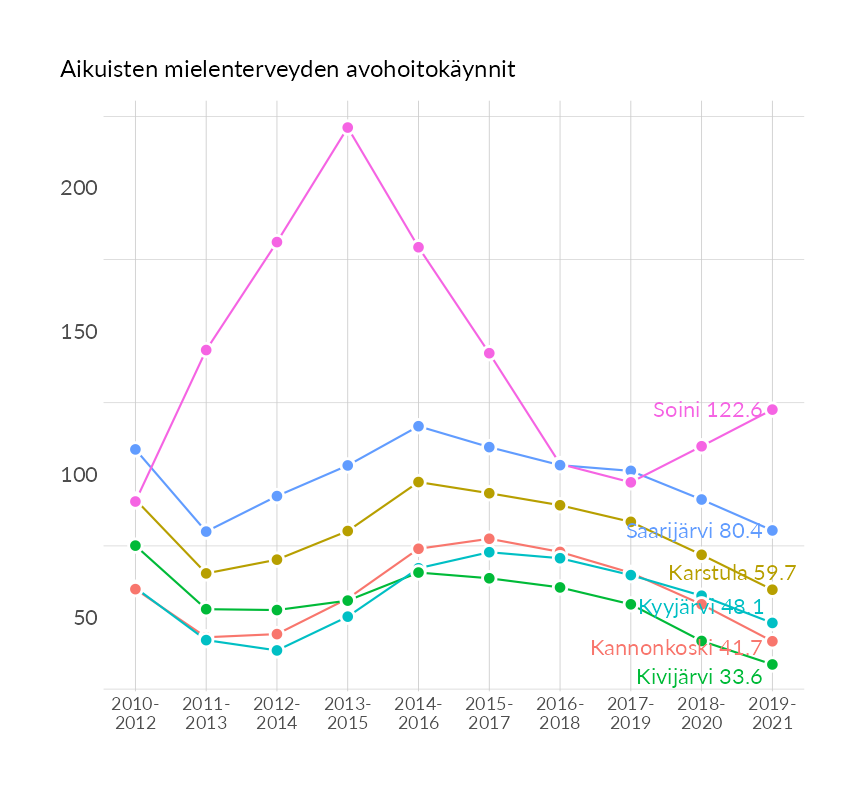 Aikuisten mielenterveyden avohoitokäynnit
200
150
100
50
Soini 122.6
Saarijärvi 80.4
Karstula 59.7
Kyyjärvi 48.1
Kannonkoski 41.7
Kivijärvi 33.6
2010- 2011- 2012- 2013- 2014- 2015- 2016- 2017- 2018- 2019-
2012 2013 2014 2015 2016 2017 2018 2019 2020 2021